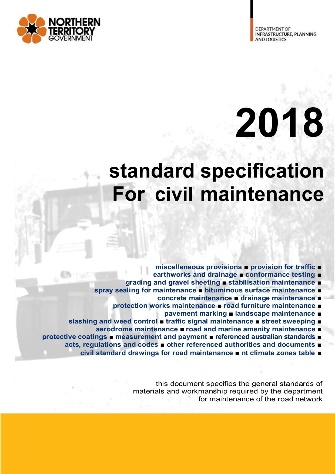 NORTHERN
TERRITORY
GOVERNMENT
DEPARTMENT OF
INFRASTRUCTURE, PLANNING
AND LOGISTICS
2018
standard specification
For civil maintenance
miscellaneous provisions ■ provision for traffic ■
earthworks and drainage ■ conformance testing ■
grading and gravel sheeting ■ stabilisation maintenance ■
spray sealing for maintenance ■ bituminous surface maintenance ■
concrete maintenance ■ drainage maintenance ■
protection works maintenance ■ road furniture maintenance ■
pavement marking ■ landscape maintenance ■
slashing and weed control ■ traffic signal maintenance ■ street sweeping ■
aerodrome maintenance ■ road and marine amenity maintenance ■
protective coatings ■ measurement and payment ■ referenced australian standards ■
acts, regulations and codes ■ other referenced authorities and documents ■
civil standard drawings for road maintenance ■ nt climate zones table ■
this document specifies the general standards of
materials and workmanship required by the department
for maintenance of the road network